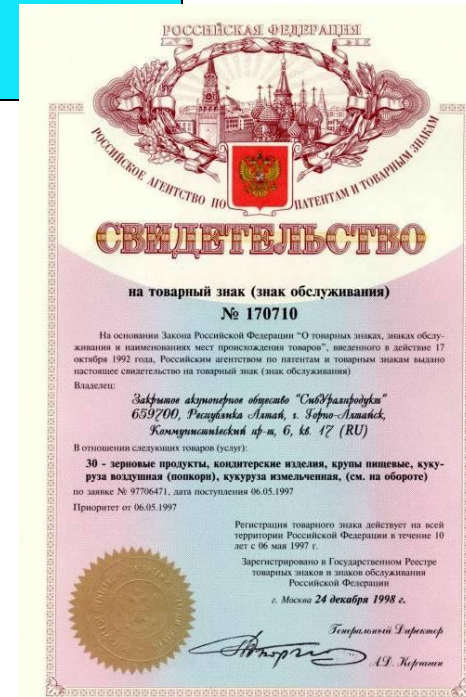 РОССИЙСКАЯ ФЕДЕРАЦИЯ
РОССИЙСКОЕ АГЕНТСТВО ПО ПАТЕНТАМ И ТОВАРНЫМ ЗНАКАМ
СВИДЕТЕЛЬСТВО
на товарный знак (знак обслуживания)
№ 170710
На основании Закона Российской Федерации "О товарных знаках, знаках обслу-
живания и наименованиях мест происхождения товаров", введенного в действие 17
октября 1992 года, Российским агентством по патентам и товарным знакам выдано
настоящее свидетельство на товарный знак (знак обслуживания)
Владелец:
Закрытое акционерное общество "СибУралпродукт"
659700, Республика Алтай, г. Горно-Алтайск,
Коммунистический пр-т, 6, кв. 17 (RU)
В отношении следующих товаров (услуг):
30 - зерновые продукты, кондитерские изделия, крупы пищевые, куку-
руза воздушная (попкорн), кукуруза измельченная, (см. на обороте)
по заявке № 97706471, дата поступления 06.05.1997
Приоритет от 06.05.1997
Регистрация товарного знака действует на всей
территории Российской Федерации в течение 10
лет с 06 мая 1997 г.
Зарегистрировано в Государственном Реестре
товарных знаков и знаков обслуживания
Российской Федерации
г. Москва 24 декабря 1998 г.
Генеральный Директор
А.Д. Корчагин